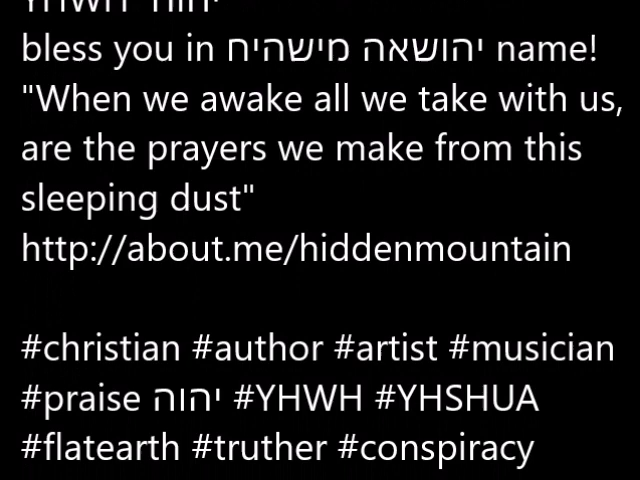 YHWH יהוה
bless you in יהושאה מישהיח name!
"When we awake all we take with us,
are the prayers we make from this
sleeping dust"
http://about.me/hiddenmountain
#christian #author #artist #musician
#praise יהוה #YHWH #YHSHUA
#flatearth #truther #conspiracy